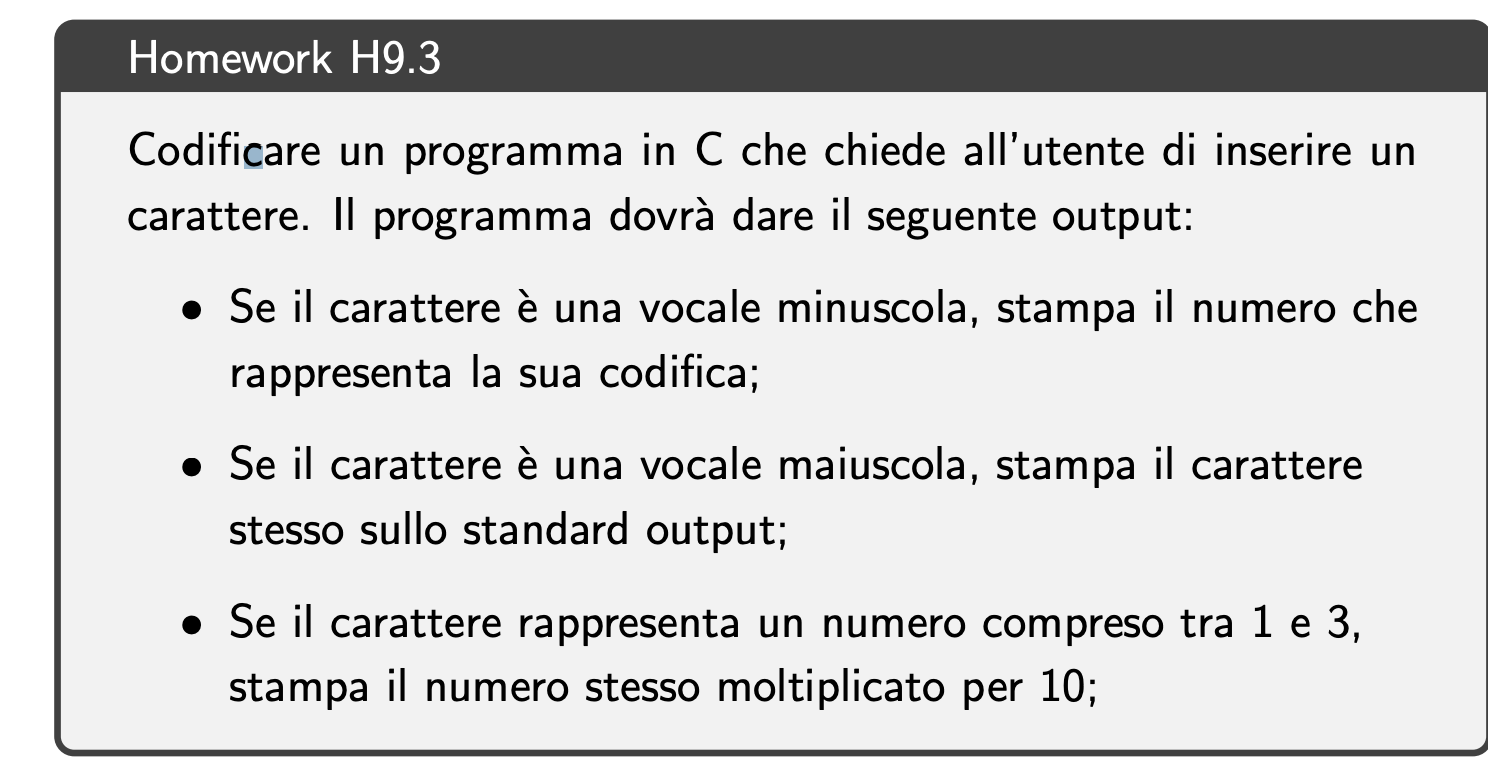 Homework H9.3
Codificare un programma in C che chiede all'utente di inserire un
carattere. Il programma dovrà dare il seguente output:
• Se il carattere è una vocale minuscola, stampa il numero che
rappresenta la sua codifica;
• Se il carattere è una vocale maiuscola, stampa il carattere
stesso sullo standard output;
• Se il carattere rappresenta un numero compreso tra 1 e 3,
stampa il numero stesso moltiplicato per 10;